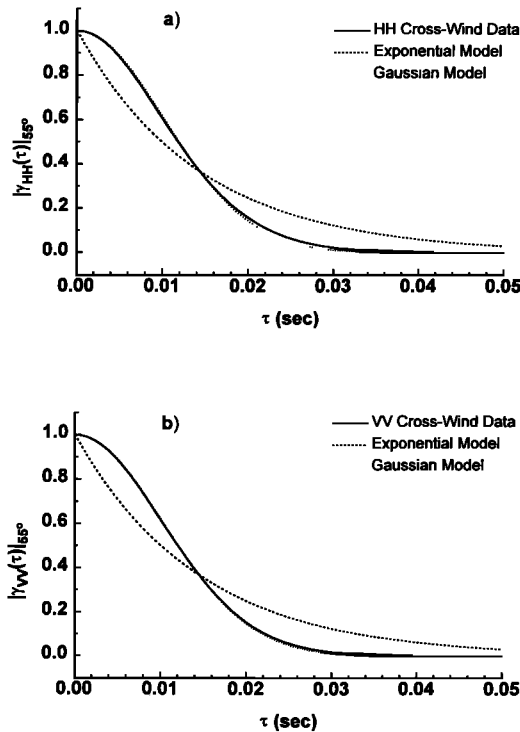 a)
HH Cross-Wind Data
Exponential Model
Gaussian Model
1.0
0.8
0.6
0.4
0.2
0.0
|γHH(τ)|55º
0.00 0.01 0.02 0.03 0.04 0.05
τ (sec)
b)
VV Cross-Wind Data
Exponential Model
Gaussian Model
1.0
0.8
0.6
0.4
0.2
0.0
|γVV(τ)|55º
0.00 0.01 0.02 0.03 0.04 0.05
τ (sec)